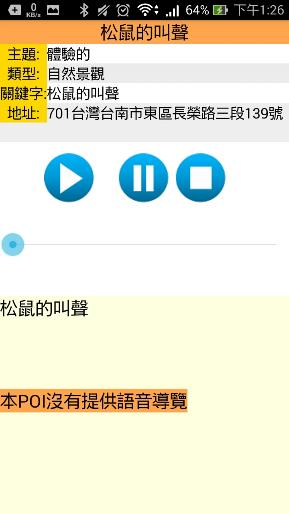 0
KB/s
64%
下午1:26
松鼠的叫聲
主題: 體驗的
類型: 自然景觀
關鍵字:松鼠的叫聲
地址: 701台灣台南市東區長榮路三段139號
松鼠的叫聲
本POI沒有提供語音導覽